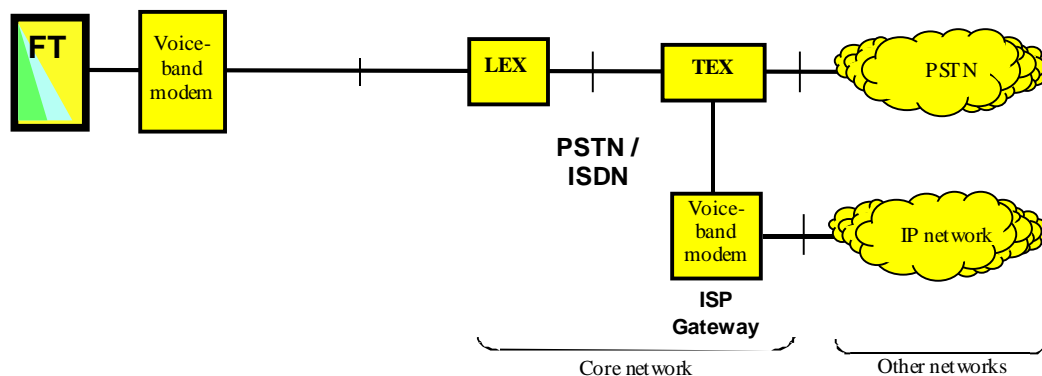 FT
Voice-
band
modem
LEX
TEX
PSTN
PSTN /
ISDN
Voice-
band
modem
IP network
ISP
Gateway
Core network
Other networks